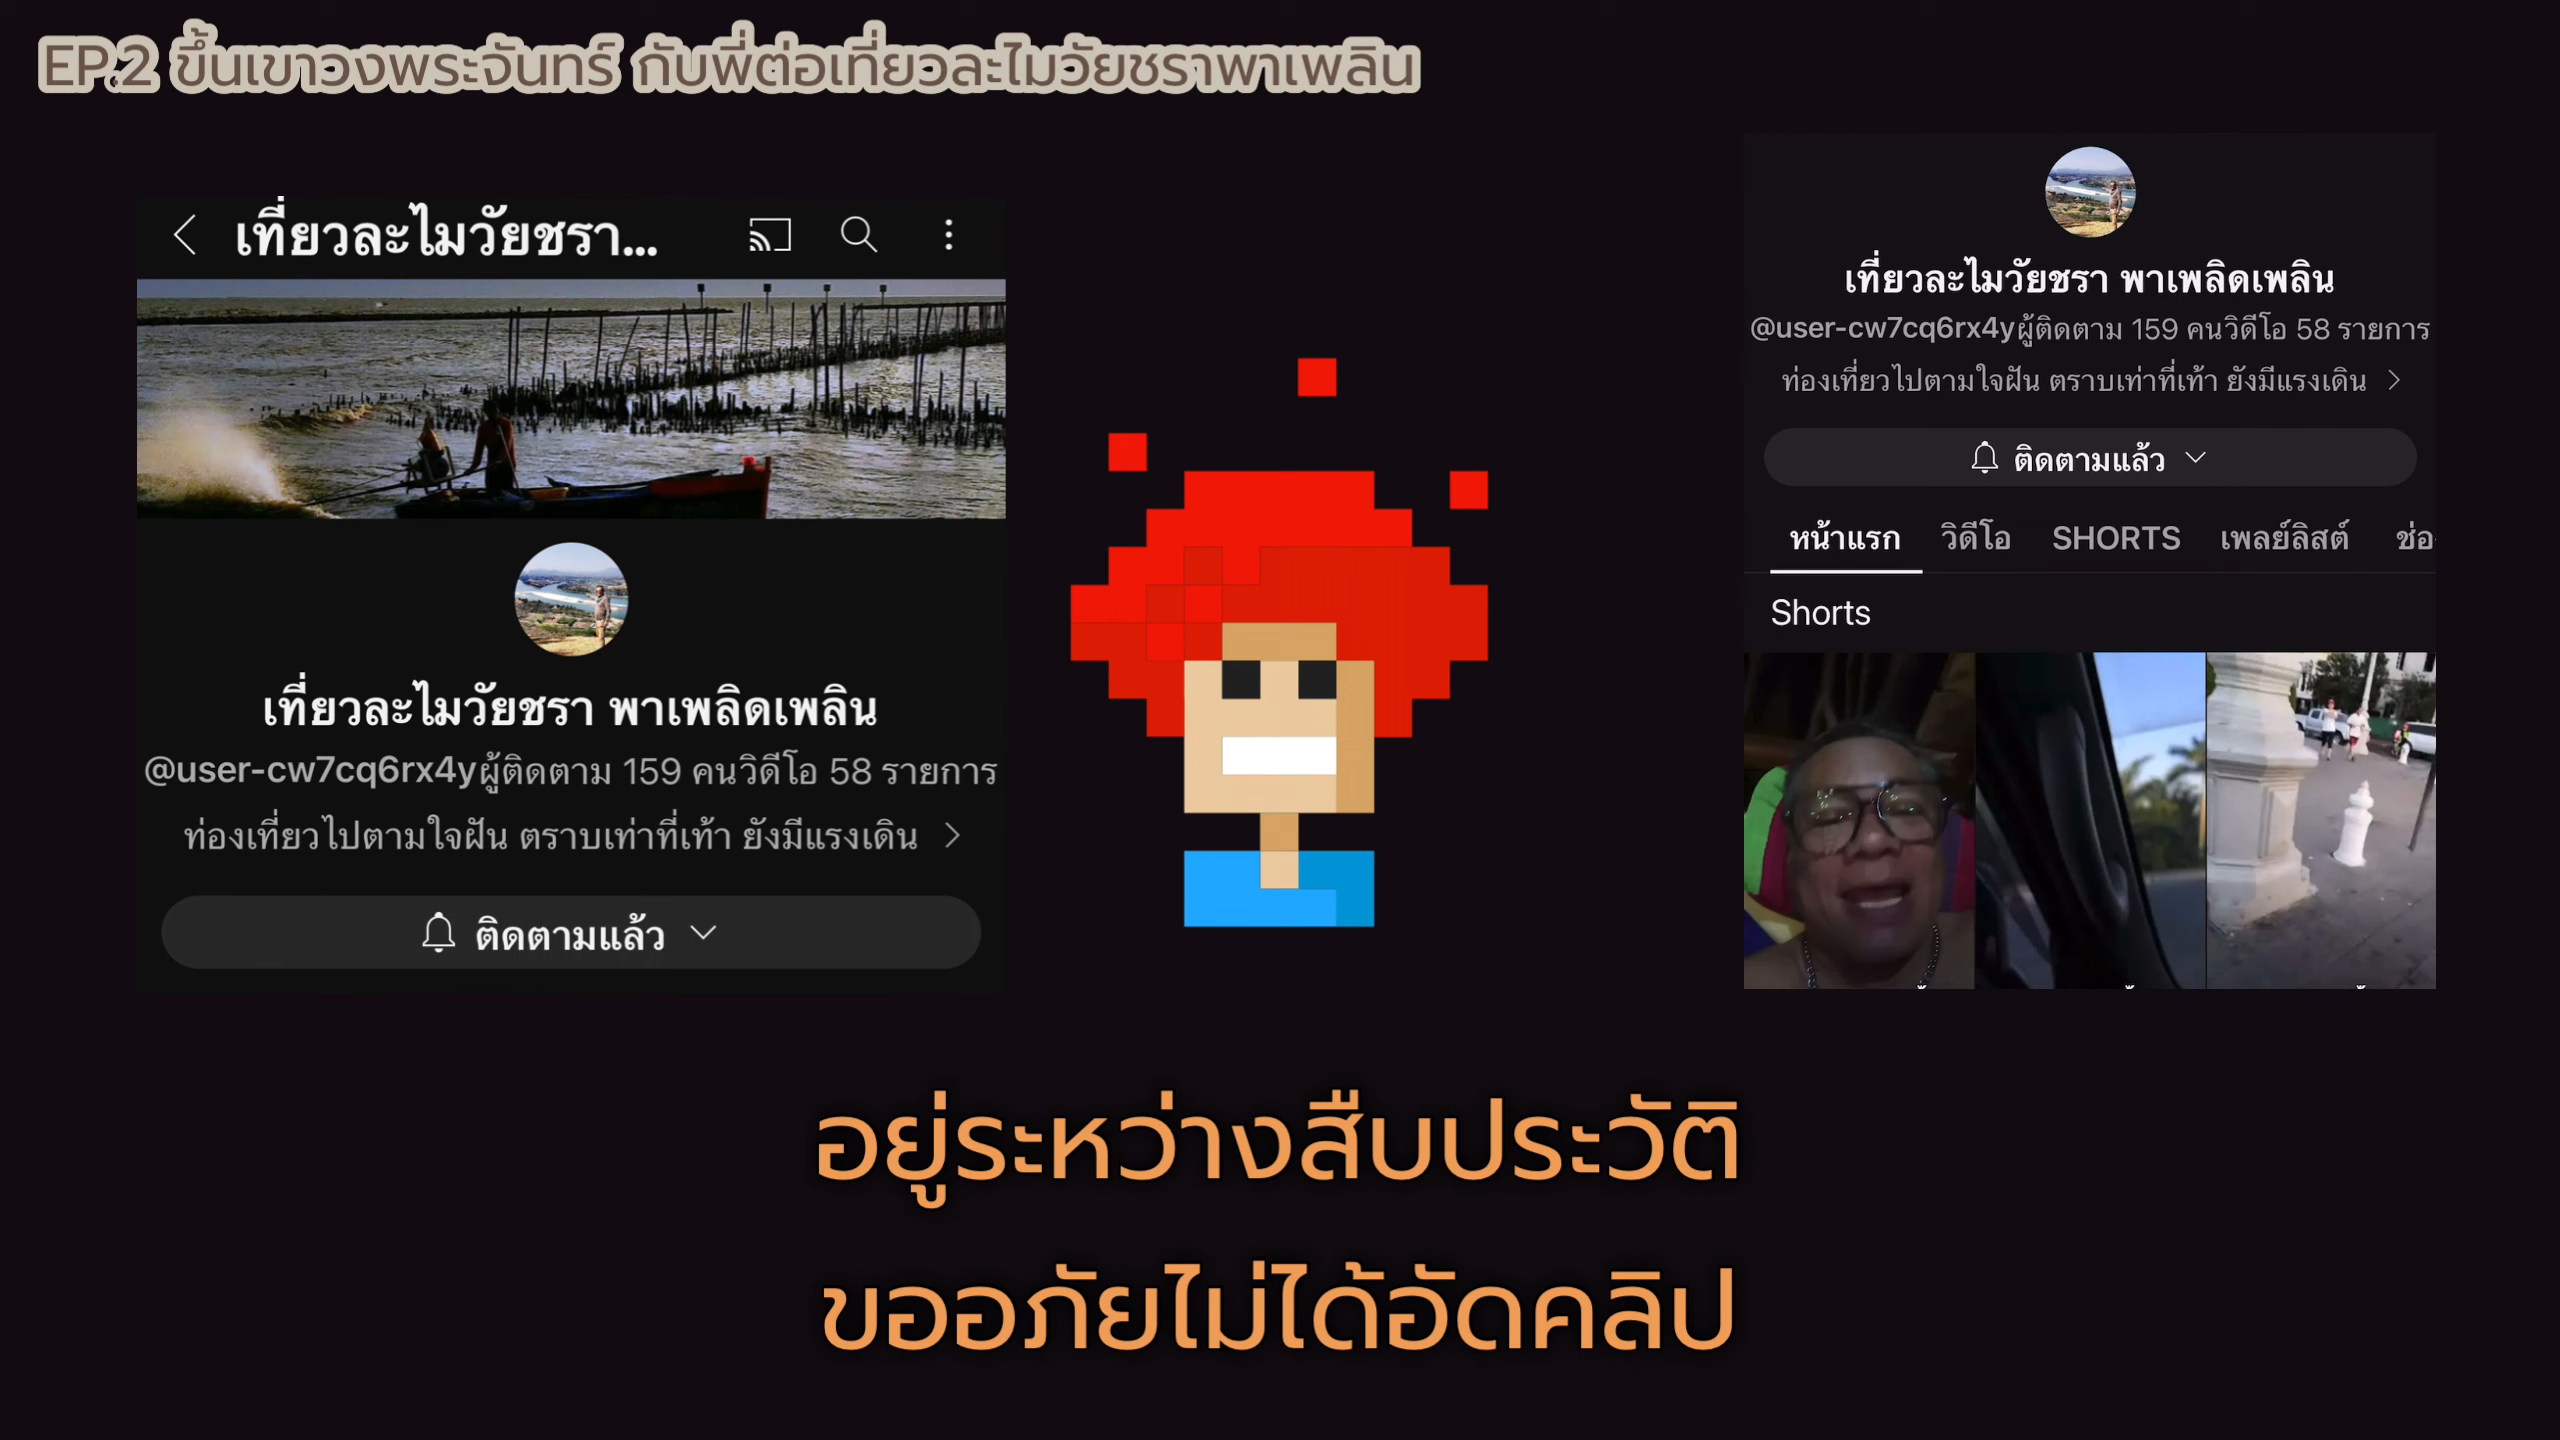 EP.2 ขึ้นเขาวงพระจันทร์ กับพี่ต่อเที่ยวละไมวัยชราพาเพลิน
เที่ยวละไมวัยชรา...
เที่ยวละไมวัยชรา พาเพลิดเพลิน
@user-cw7cq6rx4yผู้ติดตาม 159 คนวิดีโอ 58 รายการ
ท่องเที่ยวไปตามใจฝัน ตราบเท่าที่เท้า ยังมีแรงเดิน
ติดตามแล้ว
เที่ยวละไมวัยชรา พาเพลิดเพลิน
@user-cw7cq6rx4yผู้ติดตาม 159 คนวิดีโอ 58 รายการ
ท่องเที่ยวไปตามใจฝัน ตราบเท่าที่เท้า ยังมีแรงเดิน
ติดตามแล้ว
หน้าแรก วิดีโอ SHORTS เพลย์ลิสต์ ช่อ
Shorts
อยู่ระหว่างสืบประวัติ
ขออภัยไม่ได้อัดคลิป